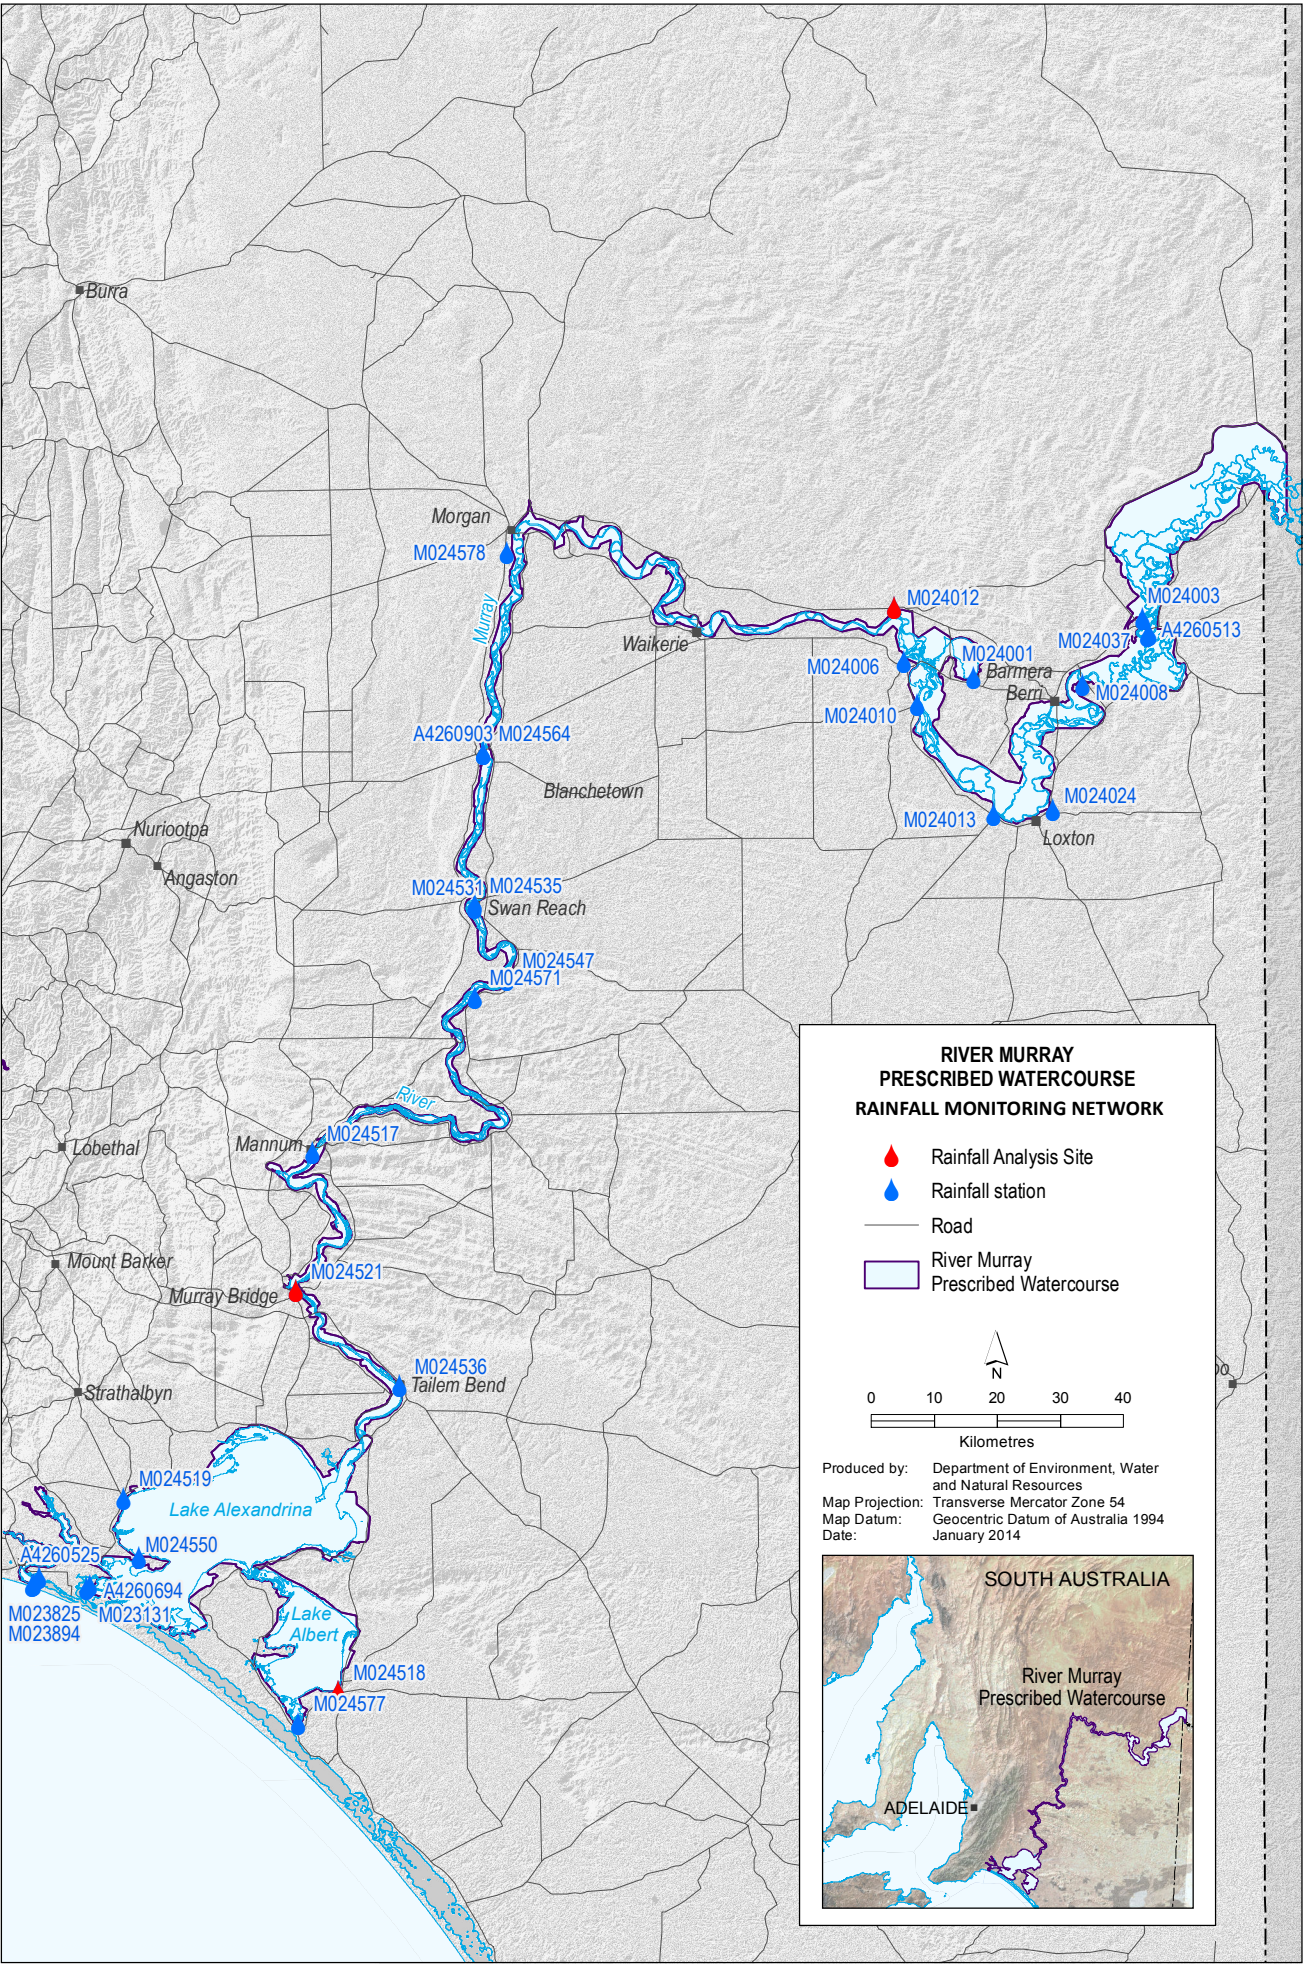 Burra
Morgan
M024578
Murray
Waikerie
M024012
M024003
M024037
A4260513
M024006
M024001
Barmera
Berri
M024008
M024010
A4260903
M024564
Blanchetown
M024024
M024013
Loxton
Nuriootpa
Angaston
M024531
M024535
Swan Reach
M024547
M024571
River
Mannum
M024517
Lobethal
Mount Barker
M024521
Murray Bridge
M024536
Tailem Bend
Strathalbyn
M024519
Lake Alexandrina
A4260525
M024550
A4260694
M023825
M023131
M023894
Lake
Albert
M024518
M024577
RIVER MURRAY
PRESCRIBED WATERCOURSE
RAINFALL MONITORING NETWORK
Rainfall Analysis Site
Rainfall station
Road
River Murray
Prescribed Watercourse
N
0 10 20 30 40
Kilometres
Produced by: Department of Environment, Water
and Natural Resources
Map Projection: Transverse Mercator Zone 54
Map Datum: Geocentric Datum of Australia 1994
Date: January 2014
SOUTH AUSTRALIA
River Murray
Prescribed Watercourse
ADELAIDE